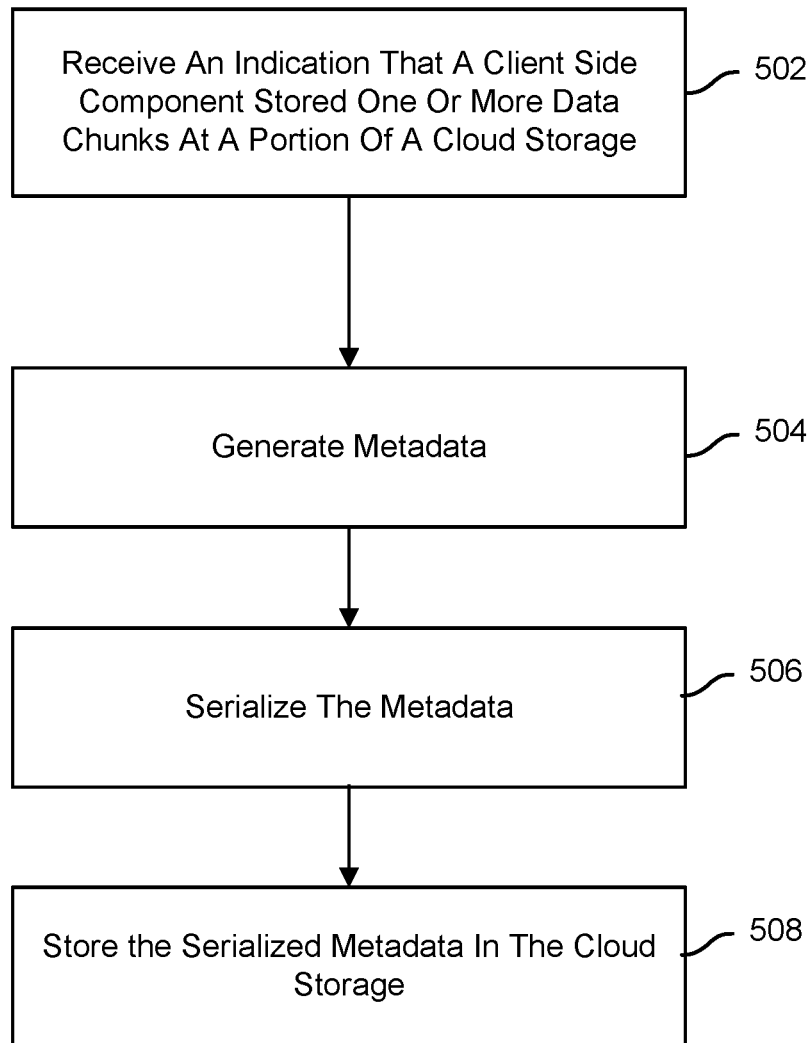 Receive An Indication That A Client Side
Component Stored One Or More Data
Chunks At A Portion Of A Cloud Storage
502
Generate Metadata
504
Serialize The Metadata
506
Store the Serialized Metadata In The Cloud
Storage
508